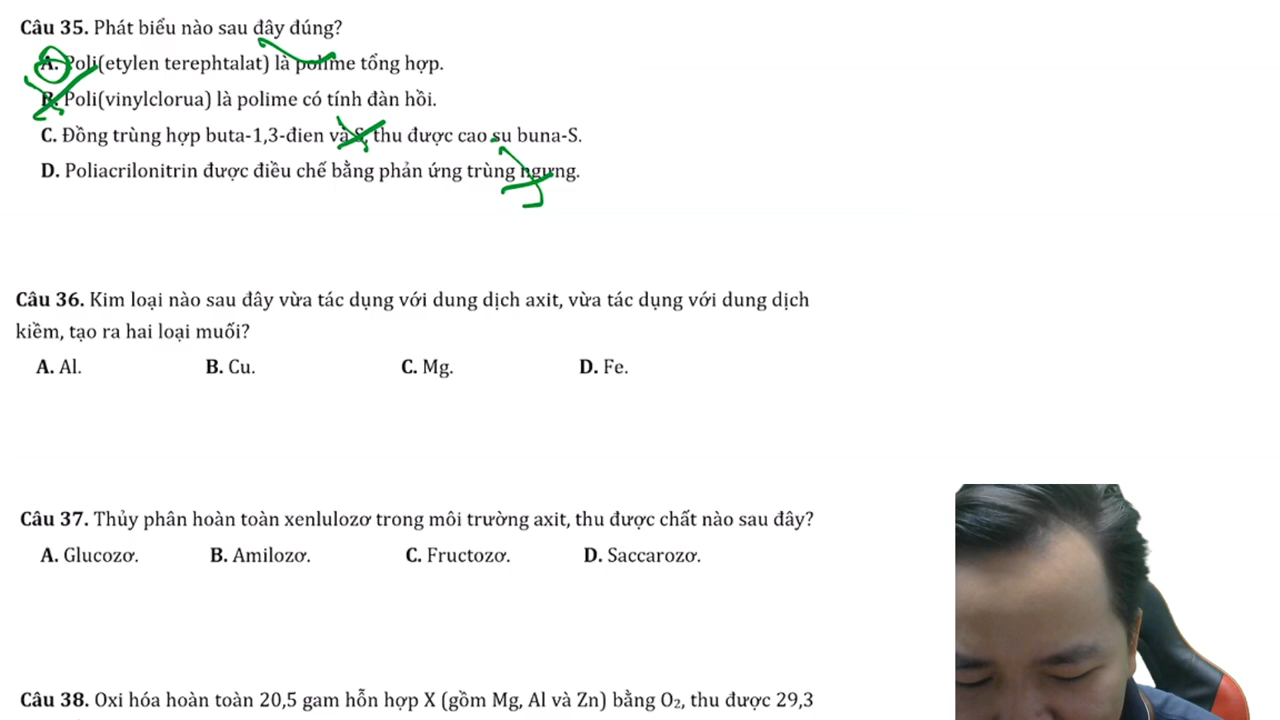 Câu 35. Phát biểu nào sau đây đúng?
A. Poli(etylen terephtalat) là polime tổng hợp.
B. Poli(vinylclorua) là polime có tính đàn hồi.
C. Đồng trùng hợp buta-1,3-đien và S, thu được cao su buna-S.
D. Poliacrilonitrin được điều chế bằng phản ứng trùng ngưng.
Câu 36. Kim loại nào sau đây vừa tác dụng với dung dịch axit, vừa tác dụng với dung dịch
kiềm, tạo ra hai loại muối?
A. Al. B. Cu. C. Mg. D. Fe.
Câu 37. Thủy phân hoàn toàn xenlulozơ trong môi trường axit, thu được chất nào sau đây?
A. Glucozơ. B. Amilozơ. C. Fructozơ. D. Saccarozơ.
Câu 38. Oxi hóa hoàn toàn 20,5 gam hỗn hợp X (gồm Mg, Al và Zn) bằng O₂, thu được 29,3